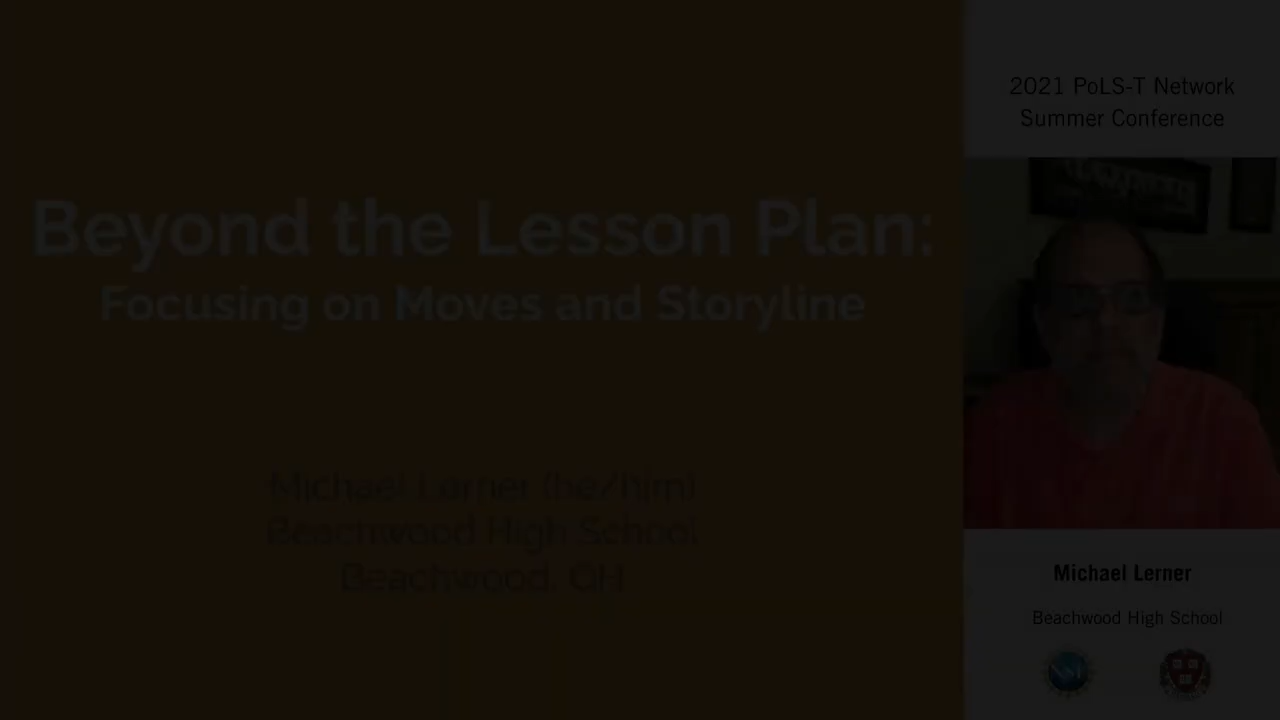 Beyond the Lesson Plan:
Focusing on Moves and Storyline
Michael Lerner (he/him)
Beachwood High School
Beachwood, OH
2021 PoLS-T Network
Summer Conference
Michael Lerner
Beachwood High School